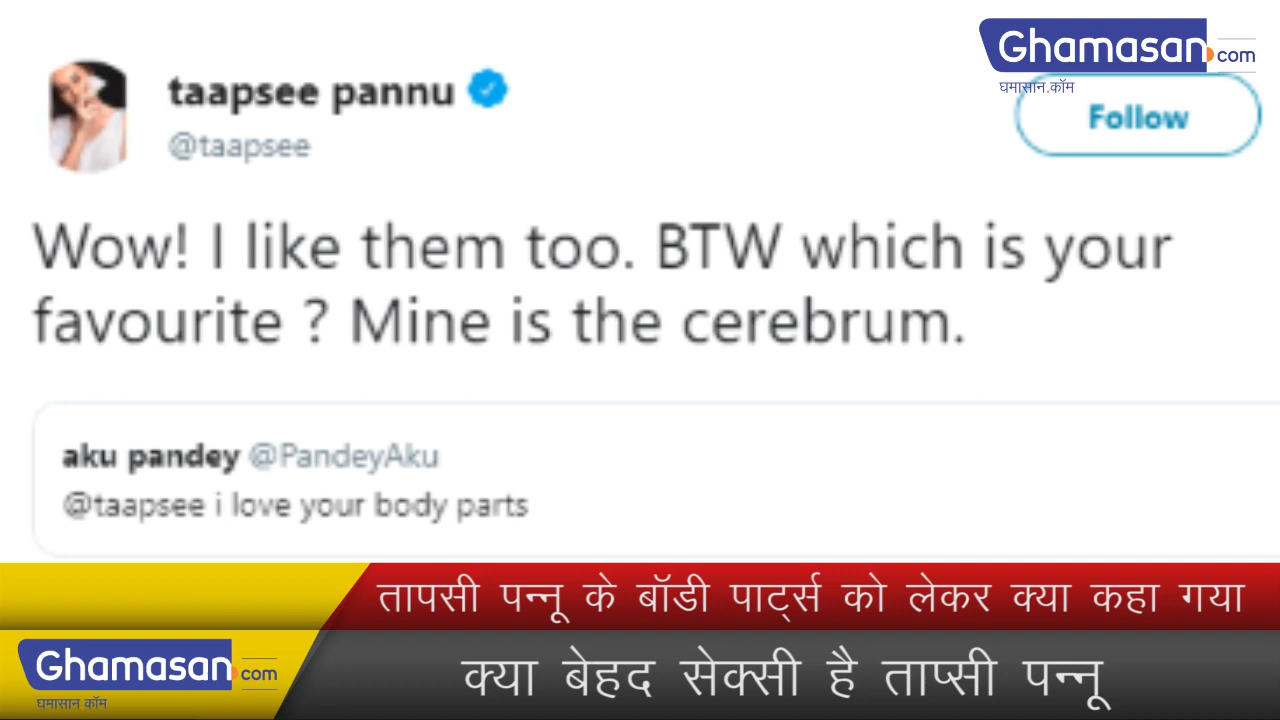 Ghamasan.com
घमासान.कॉम
taapsee pannu
@taapsee
Follow
Wow! I like them too. BTW which is your
favourite ? Mine is the cerebrum.
aku pandey @PandeyAku
@taapsee i love your body parts
तापसी पन्नू के बॉडी पार्ट्स को लेकर क्या कहा गया
क्या बेहद सेक्सी है ताप्सी पन्नू
Ghamasan.com
घमासान कॉम